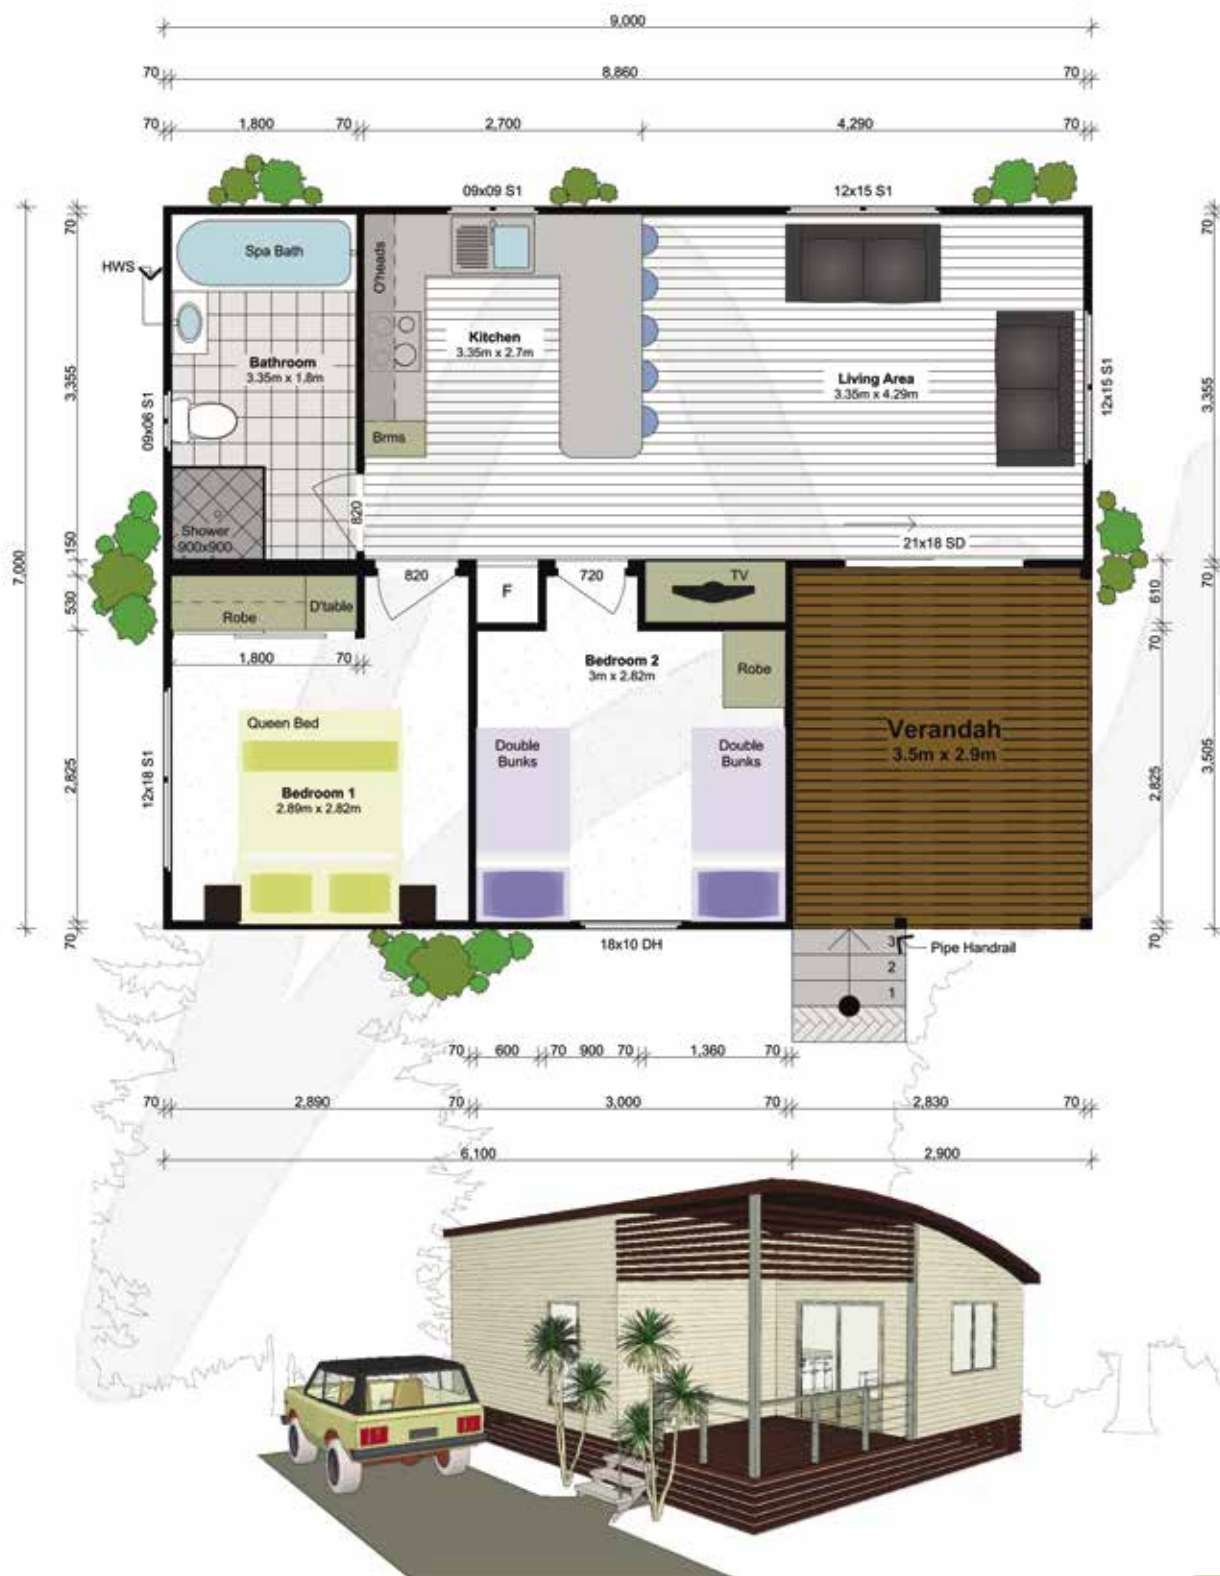 9,000
70 8,860 70
70 1,800 70 2,700 4,290 70
09x09 S1 12x15 S1
HWS
Spa Bath
O'heads
Kitchen
3.35m x 2.7m
Bathroom
3.35m x 1.8m
Living Area
3.35m x 4.29m
12x15 S1
09x06 S1
Brms
Shower
900x900
820
21x18 SD
820
F
720
TV
Robe
D'table
1,800 70
Bedroom 2
3m x 2.82m
Robe
Queen Bed
Double
Bunks
Double
Bunks
Verandah
3.5m x 2.9m
12x18 S1
Bedroom 1
2.89m x 2.82m
18x10 DH
3
2
1
Pipe Handrail
7,000
70
3,355
150
530
2,825
70
70
3,355
70
3,505
610
70
2,825
70
70 600 70 900 70 1,360 70
70 2,890 70 3,000 70 2,830 70
6,100 2,900